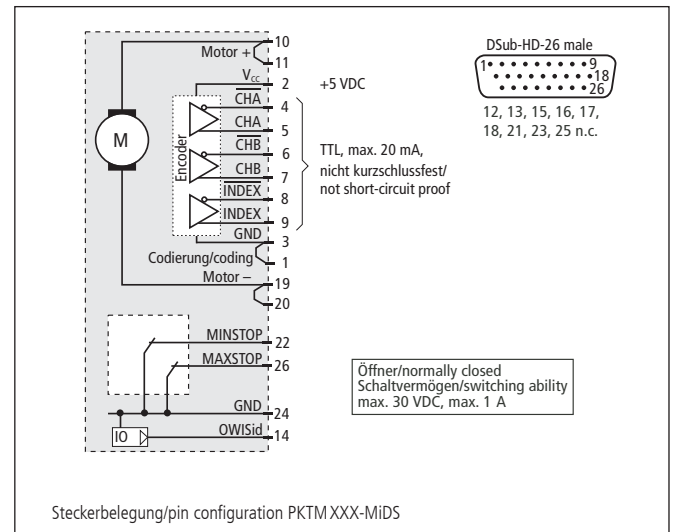 Motor + 10
11
V_CC 2 +5 VDC
C̅H̅A̅ 4
CHA 5
C̅H̅B̅ 6
CHB 7
I̅N̅D̅E̅X̅ 8
INDEX 9
GND 3
Codierung/coding 1
Motor – 19
20
M
Encoder
TTL, max. 20 mA,
nicht kurzschlussfest/
not short-circuit proof
DSub-HD-26 male
1 9
18
26
12, 13, 15, 16, 17,
18, 21, 23, 25 n.c.
MINSTOP 22
MAXSTOP 26
GND 24
IO OWISid 14
Öffner/normally closed
Schaltvermögen/switching ability
max. 30 VDC, max. 1 A
Steckerbelegung/pin configuration PKTM XXX-MiDS